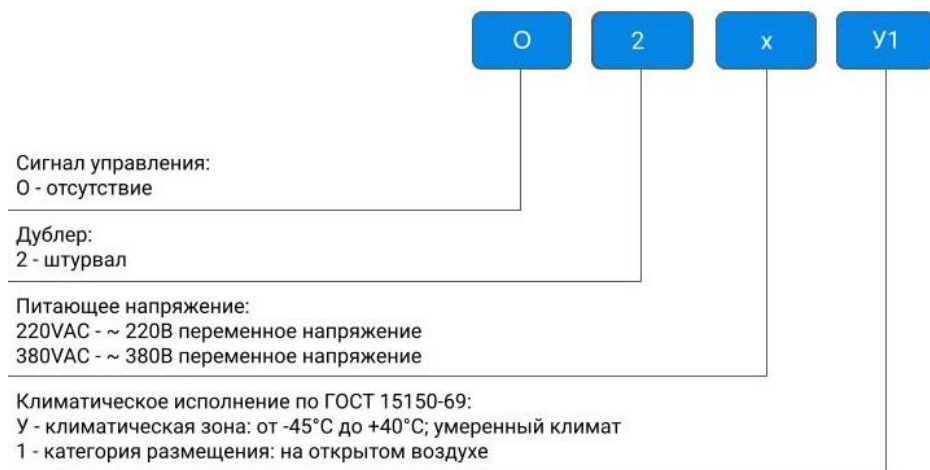 О 2 х У1
Сигнал управления:
О - отсутствие
Дублер:
2 - штурвал
Питающее напряжение:
220VAC - ~ 220В переменное напряжение
380VAC - ~ 380В переменное напряжение
Климатическое исполнение по ГОСТ 15150-69:
У - климатическая зона: от -45°С до +40°С; умеренный климат
1 - категория размещения: на открытом воздухе